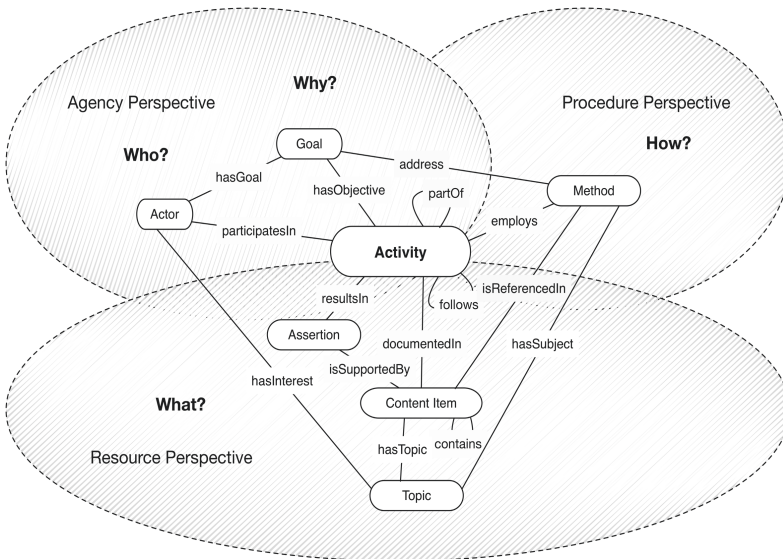 Why?
Agency Perspective
Procedure Perspective
Who?
Goal
How?
address
hasGoal
hasObjective
partOf
Method
Actor
employs
participatesIn
Activity
isReferencedIn
resultsIn
follows
Assertion
documentedIn
hasSubject
isSupportedBy
hasInterest
What?
Content Item
hasTopic
contains
Resource Perspective
Topic